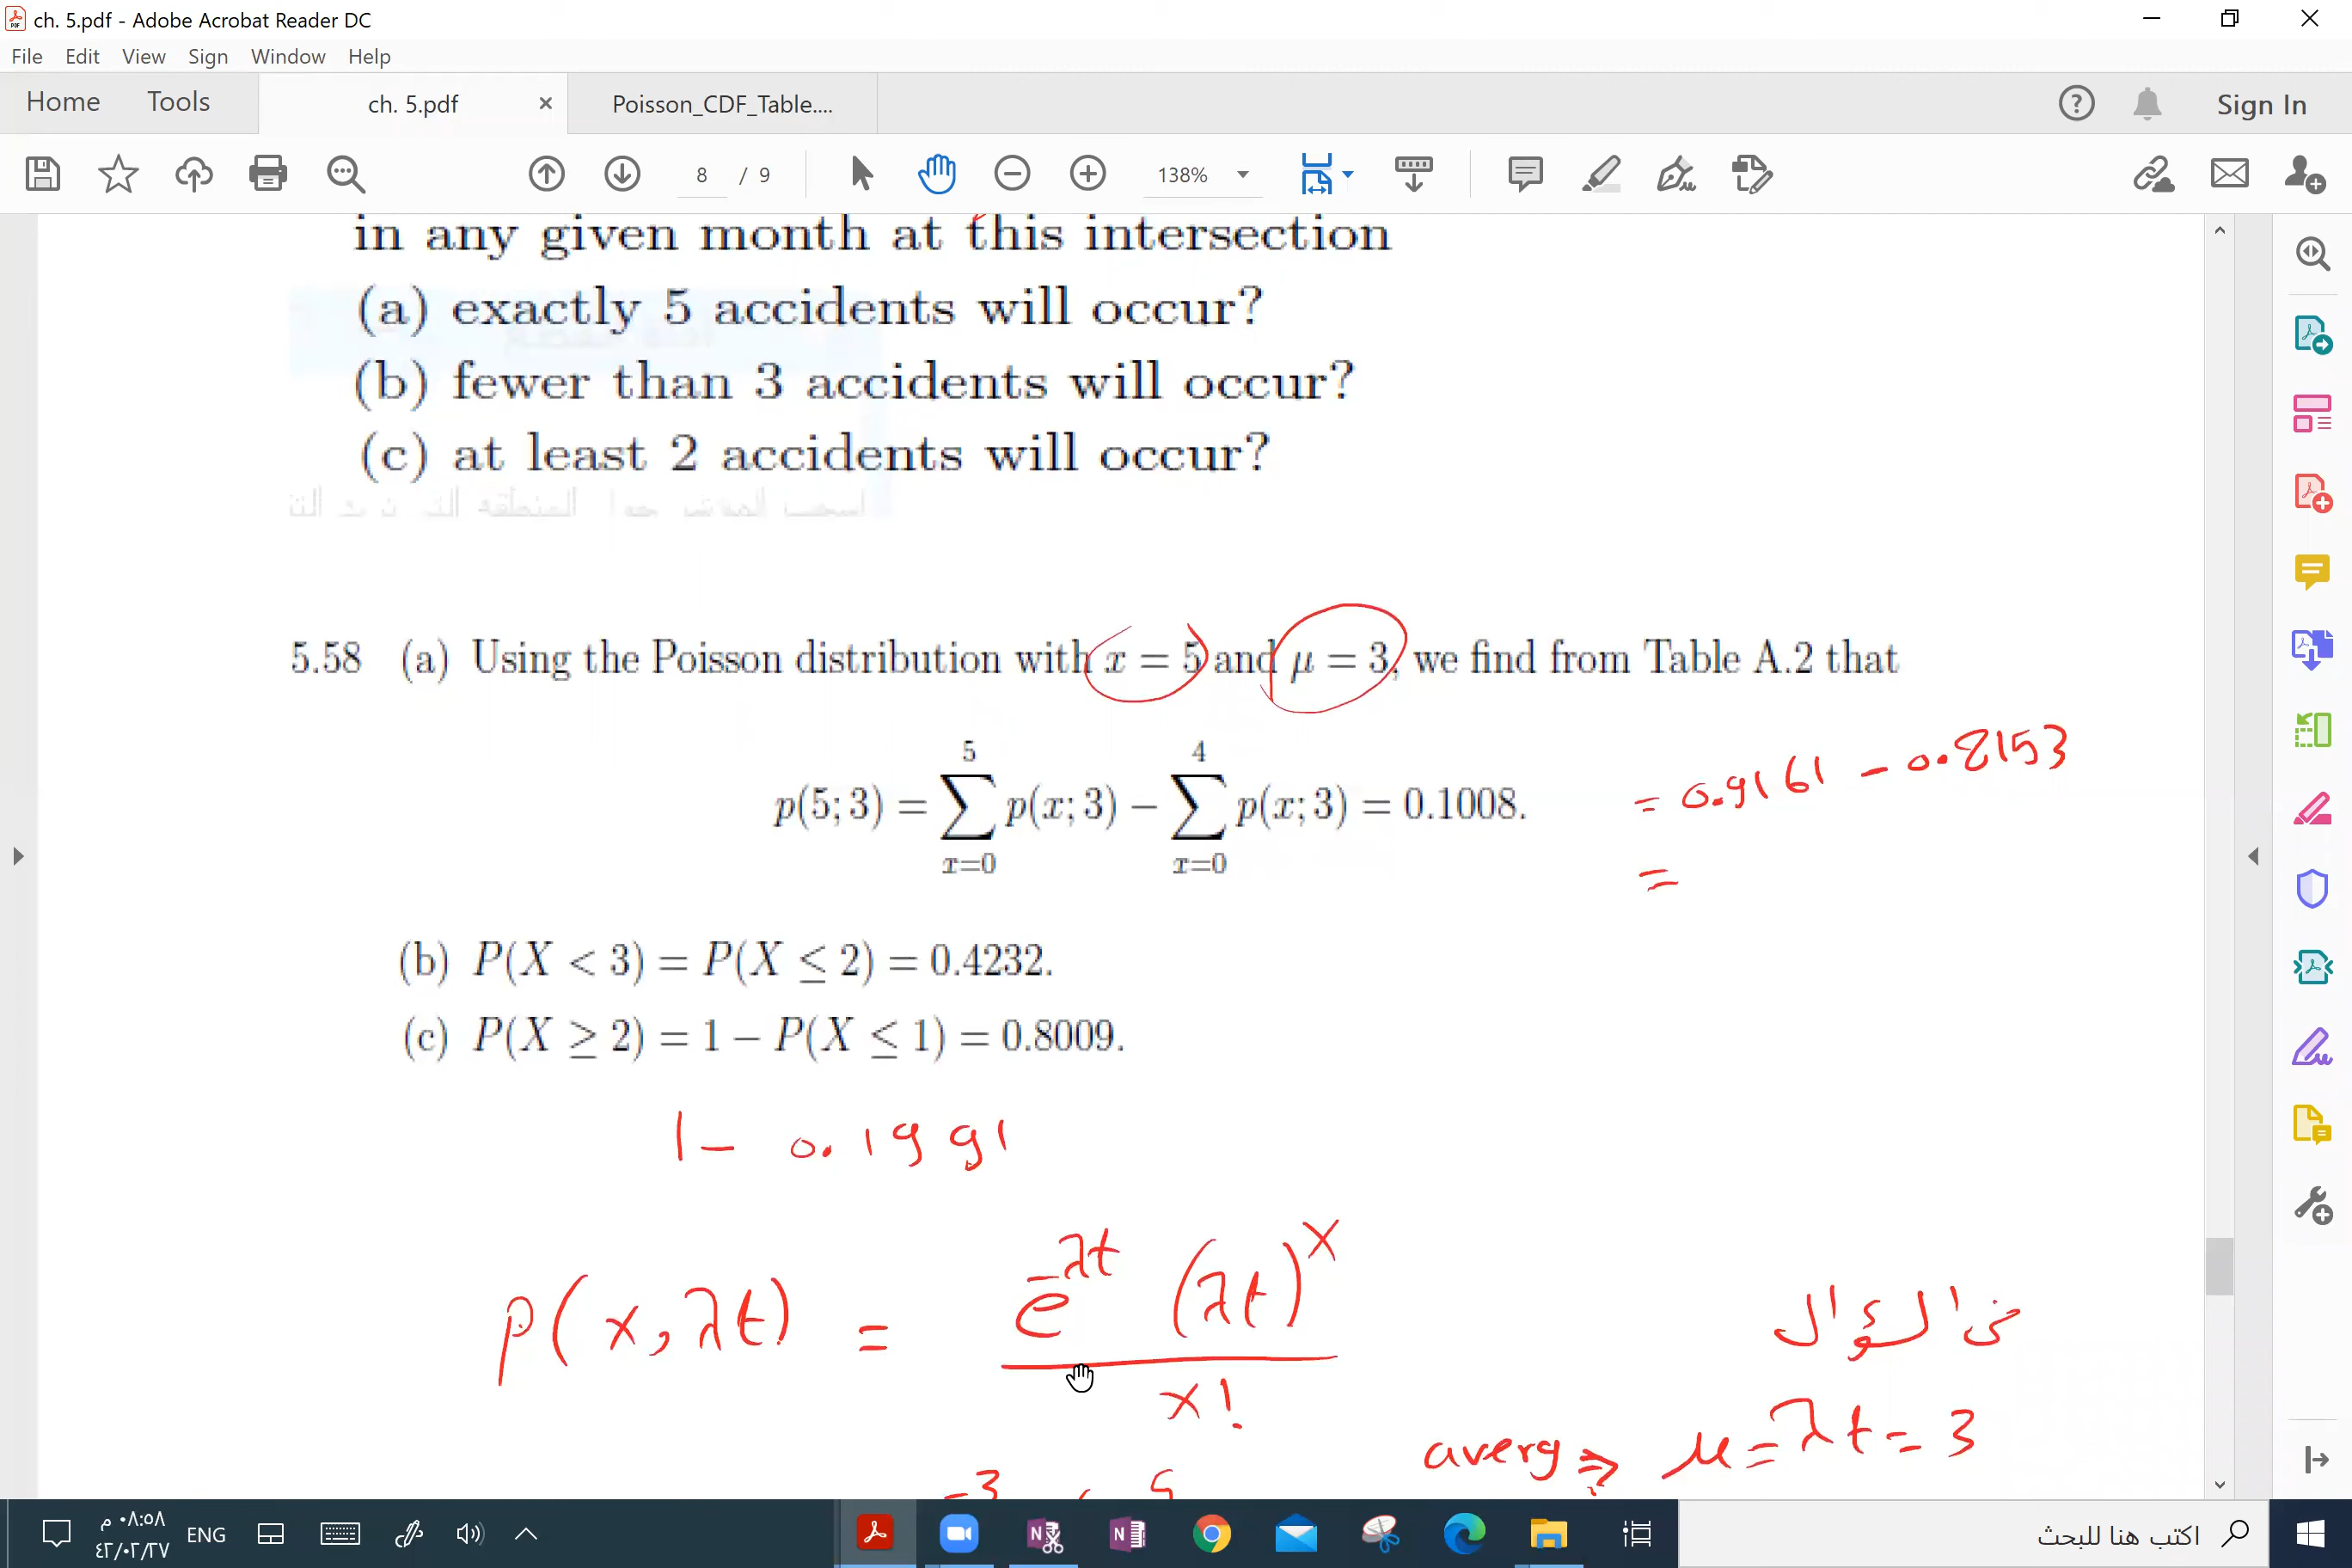 ch. 5.pdf - Adobe Acrobat Reader DC
File Edit View Sign Window Help
Home Tools ch. 5.pdf Poisson_CDF_Table.... Sign In
8 / 9 138%
in any given month at this intersection
(a) exactly 5 accidents will occur?
(b) fewer than 3 accidents will occur?
(c) at least 2 accidents will occur?
5.58 (a) Using the Poisson distribution with x = 5 and μ = 3, we find from Table A.2 that
p(5; 3) = ∑_{x=0}^{5} p(x; 3) − ∑_{x=0}^{4} p(x; 3) = 0.1008.
= 0.9161 - 0.8153
=
(b) P(X < 3) = P(X ≤ 2) = 0.4232.
(c) P(X ≥ 2) = 1 − P(X ≤ 1) = 0.8009.
1 - 0.1991
P(x, λt) = e^{-λt} (λt)^x / x!
averg ⇒ μ = λt = 3
ENG
٠٨:٥٨ م
٤٢/٠٢/٢٧
اكتب هنا للبحث